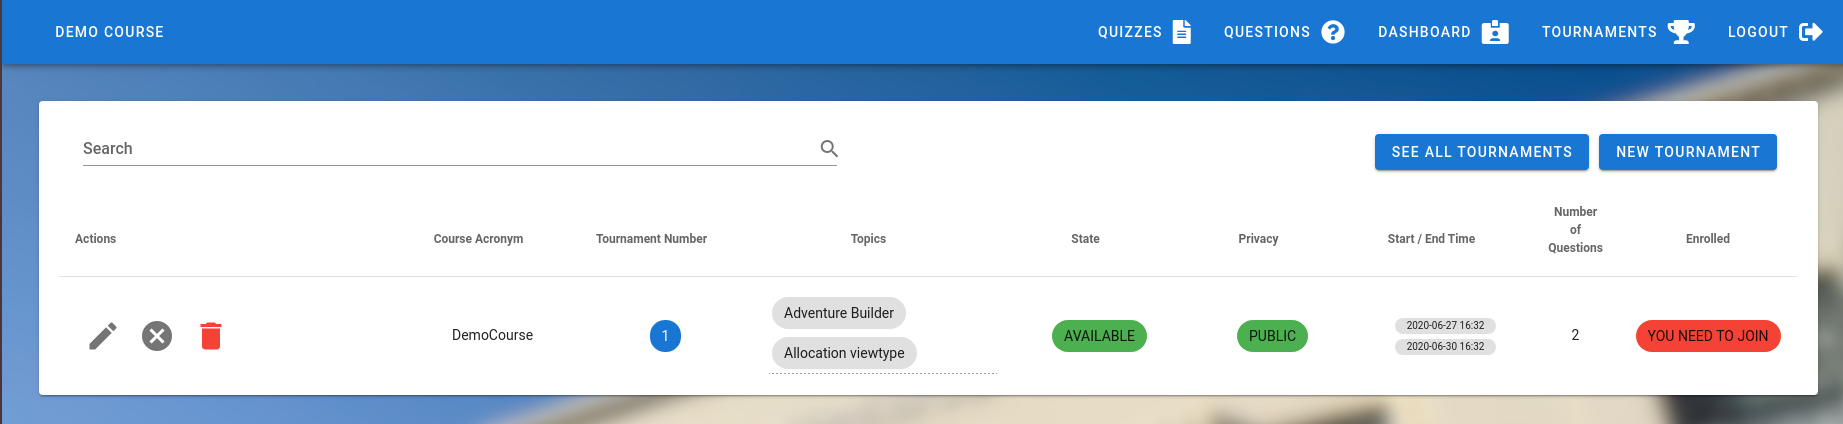 DEMO COURSE
QUIZZES
QUESTIONS
DASHBOARD
TOURNAMENTS
LOGOUT
Search
SEE ALL TOURNAMENTS
NEW TOURNAMENT
Actions
Course Acronym
Tournament Number
Topics
State
Privacy
Start / End Time
Number
of
Questions
Enrolled
DemoCourse
1
Adventure Builder
Allocation viewtype
AVAILABLE
PUBLIC
2020-06-27 16:32
2020-06-30 16:32
2
YOU NEED TO JOIN